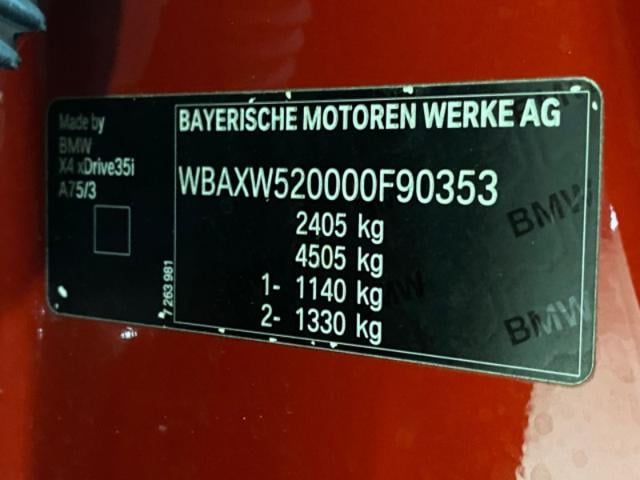 Made by
BMW
X4 xDrive35i
A75/3
7 263 981
BAYERISCHE MOTOREN WERKE AG
WBAXW520000F90353
2405 kg
4505 kg
1- 1140 kg
2- 1330 kg
BMW
BMW